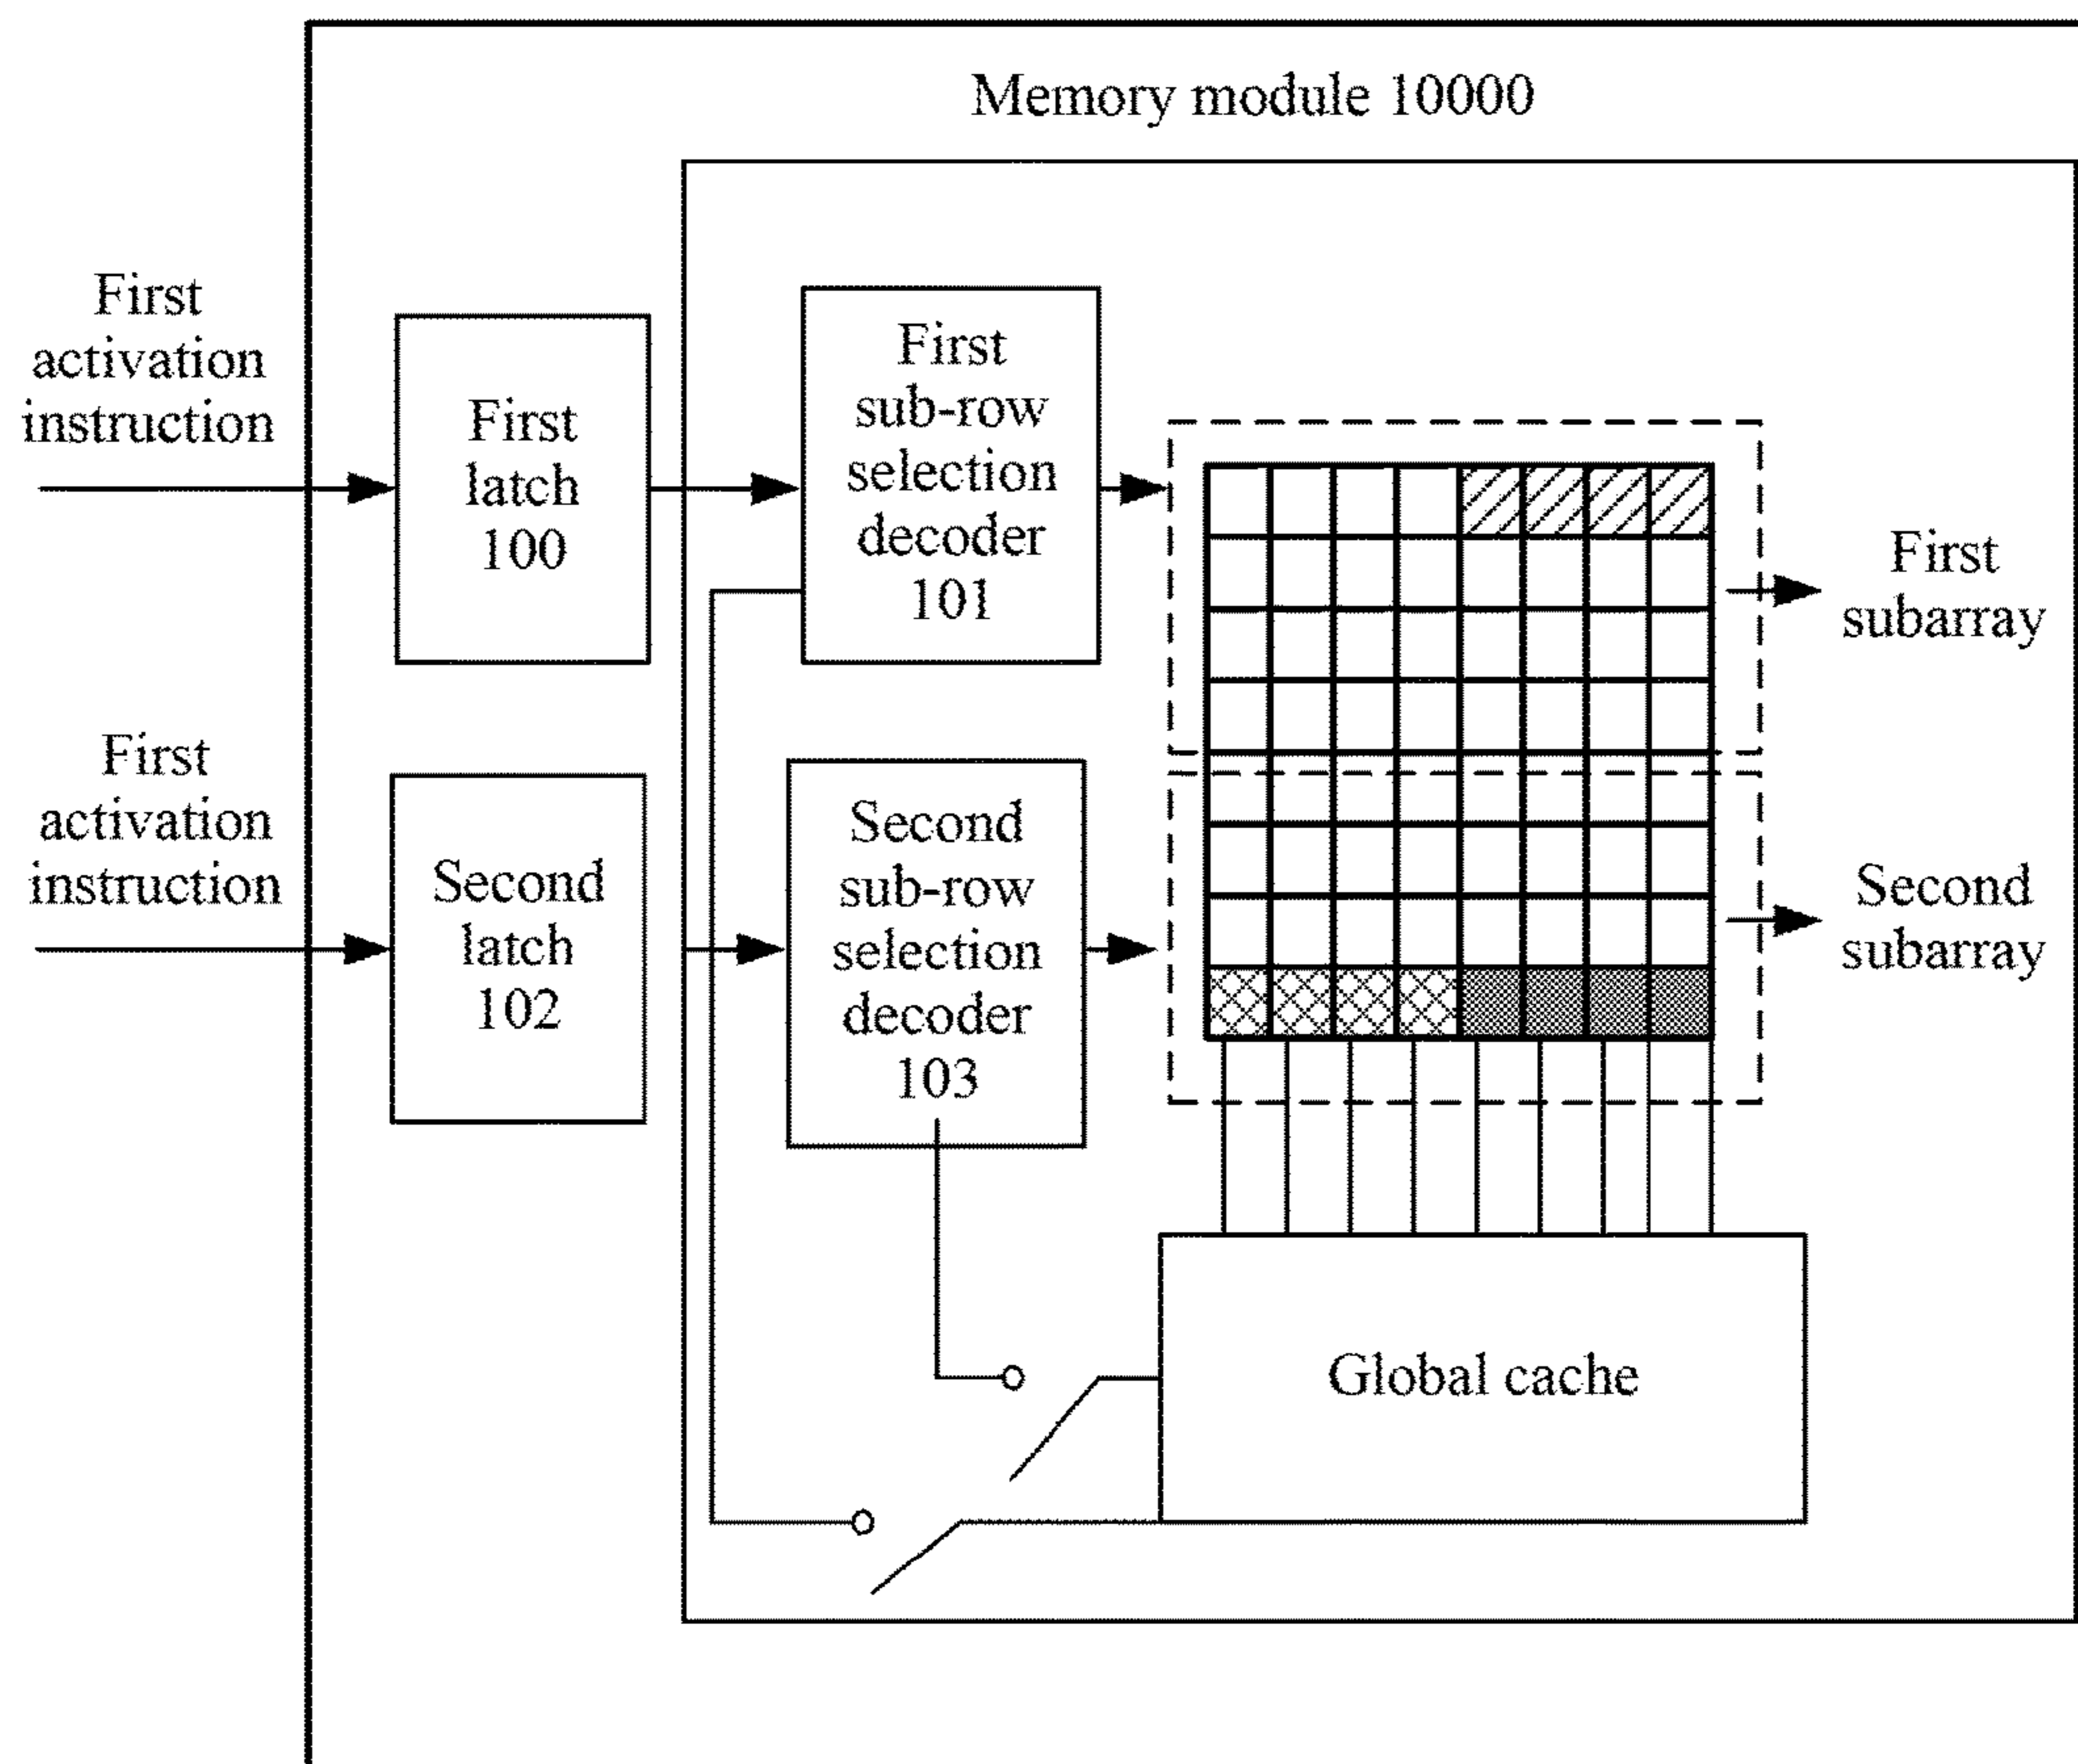 Memory module 10000
First
activation
instruction
First
latch
100
First
sub-row
selection
decoder
101
First
subarray
First
activation
instruction
Second
latch
102
Second
sub-row
selection
decoder
103
Second
subarray
Global cache